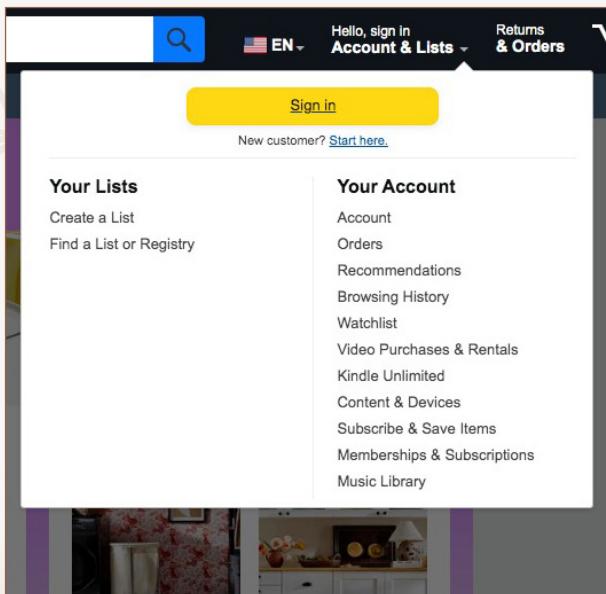 EN
Hello, sign in
Account & Lists
Returns
& Orders
Sign in
New customer? Start here.
Your Lists
Create a List
Find a List or Registry
Your Account
Account
Orders
Recommendations
Browsing History
Watchlist
Video Purchases & Rentals
Kindle Unlimited
Content & Devices
Subscribe & Save Items
Memberships & Subscriptions
Music Library